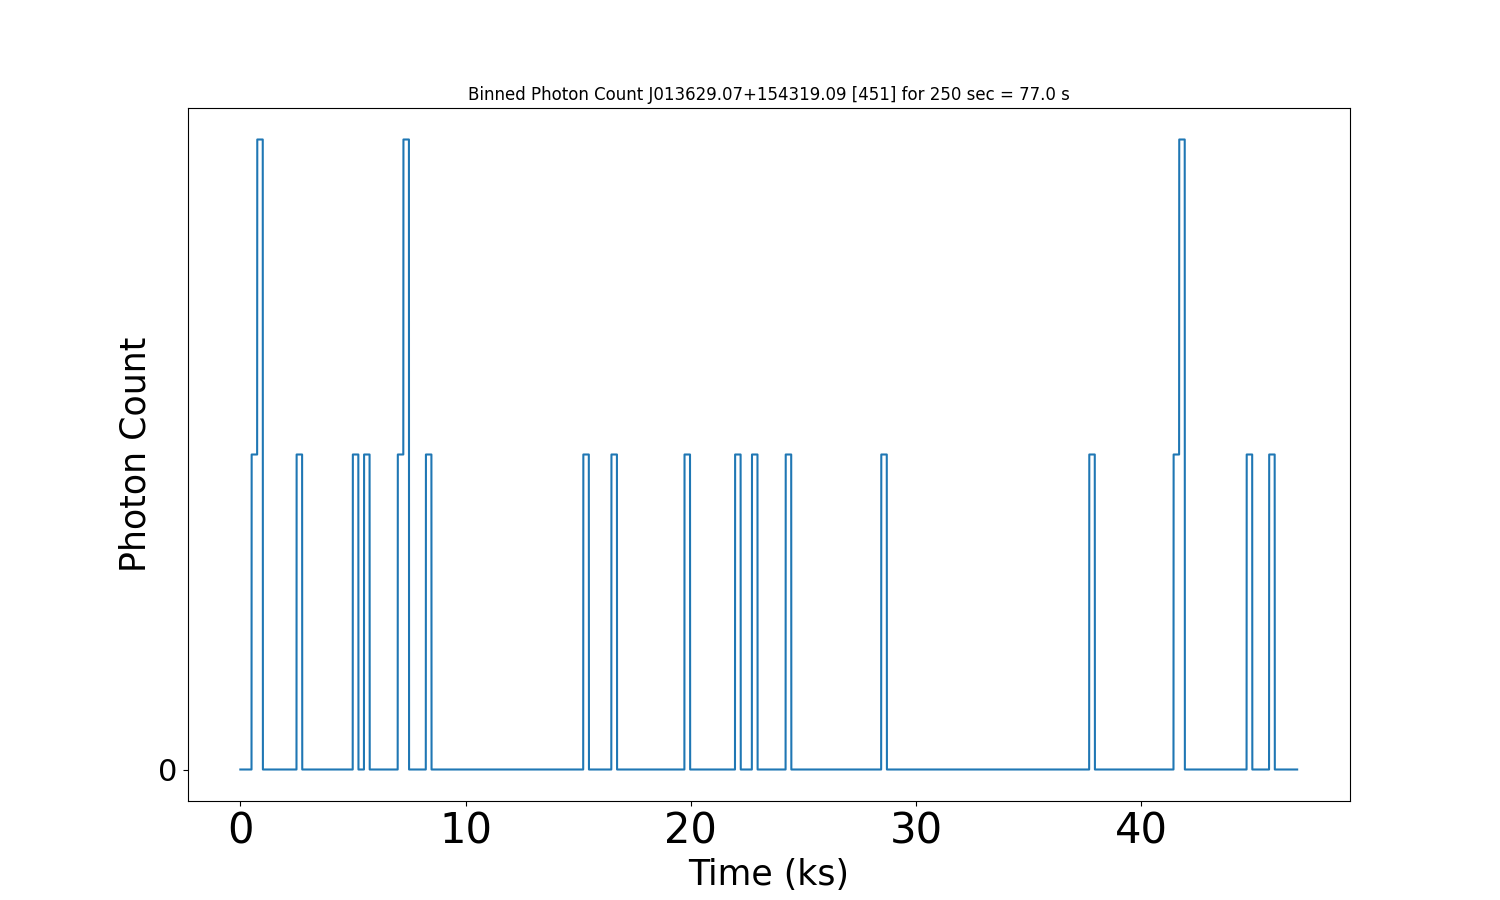 Binned Photon Count J013629.07+154319.09 [451] for 250 sec = 77.0 s
Photon Count
0
0 10 20 30 40
Time (ks)